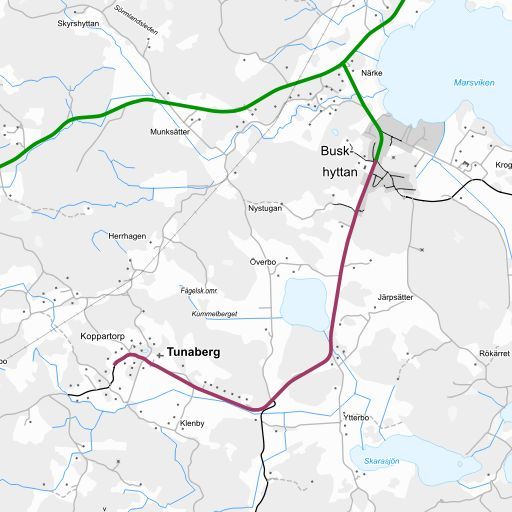 Skyrshyttan
Sörmlandsleden
Närke
Marsviken
Munksätter
Busk-
hyttan
Krog
Nystugan
Herrhagen
Överbo
Fågelsk.omr.
Järpsätter
Kummelberget
Koppartorp
Tunaberg
Rökärret
bo
Klenby
Ytterbo
Skarasjön
v